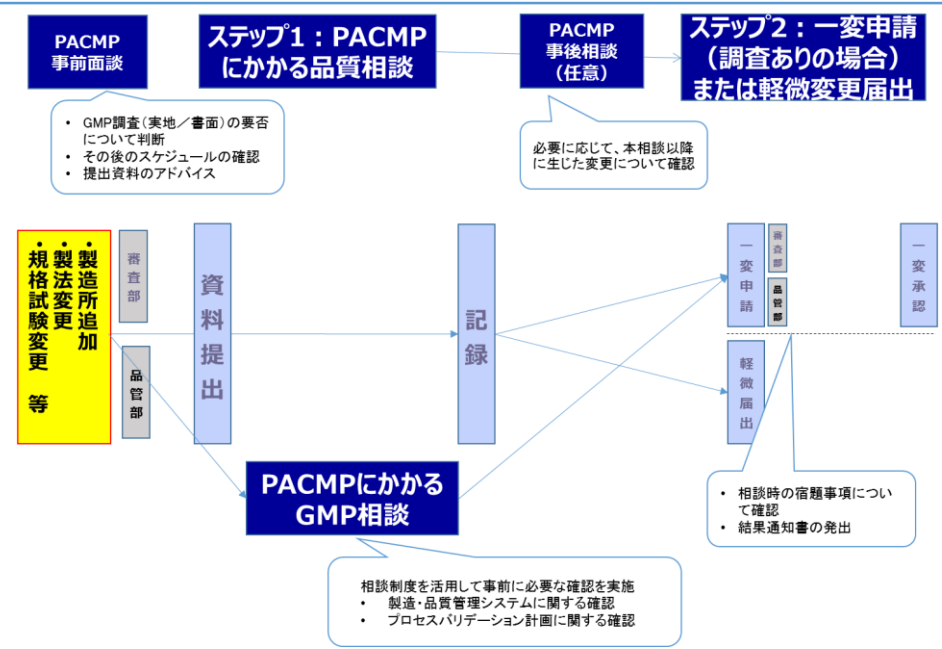 PACMP
事前面談
ステップ1：PACMP
にかかる品質相談
PACMP
事後相談
（任意）
ステップ2：一変申請
（調査ありの場合）
または軽微変更届出
• GMP調査（実地／書面）の要否
について判断
• その後のスケジュールの確認
• 提出資料のアドバイス
必要に応じて、本相談以降
に生じた変更について確認
・製造所追加
・製法変更
・規格試験変更　等
審査部
品管部
資料提出
記録
一変申請
審査部
品管部
一変承認
軽微届出
PACMPにかかる
GMP相談
• 相談時の宿題事項につい
て確認
• 結果通知書の発出
相談制度を活用して事前に必要な確認を実施
• 製造・品質管理システムに関する確認
• プロセスバリデーション計画に関する確認